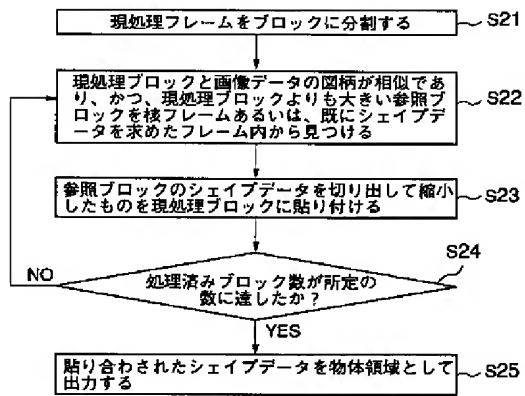 現処理フレームをブロックに分割する
S21
現処理ブロックと画像データの図柄が相似であ
り、かつ、現処理ブロックよりも大きい参照ブ
ロックを核フレームあるいは、既にシェイプデ
ータを求めたフレーム内から見つける
S22
参照ブロックのシェイプデータを切り出して縮小
したものを現処理ブロックに貼り付ける
S23
S24
処理済みブロック数が所定の
数に達したか?
NO
YES
貼り合わされたシェイプデータを物体領域として
出力する
S25